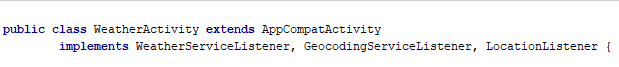 public class WeatherActivity extends AppCompatActivity
implements WeatherServiceListener, GeocodingServiceListener, LocationListener {